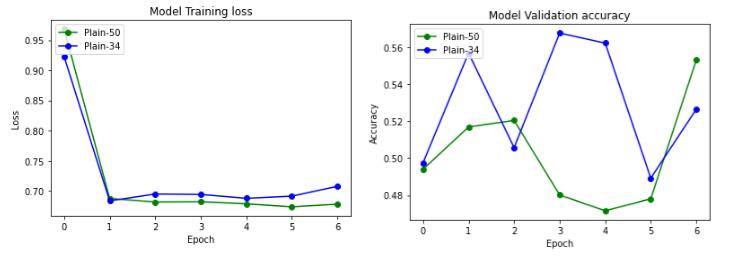 Model Training loss
Plain-50
Plain-34
0.95
0.90
0.85
0.80
0.75
0.70
Loss
0 1 2 3 4 5 6
Epoch
Model Validation accuracy
Plain-50
Plain-34
0.56
0.54
0.52
0.50
0.48
Accuracy
0 1 2 3 4 5 6
Epoch